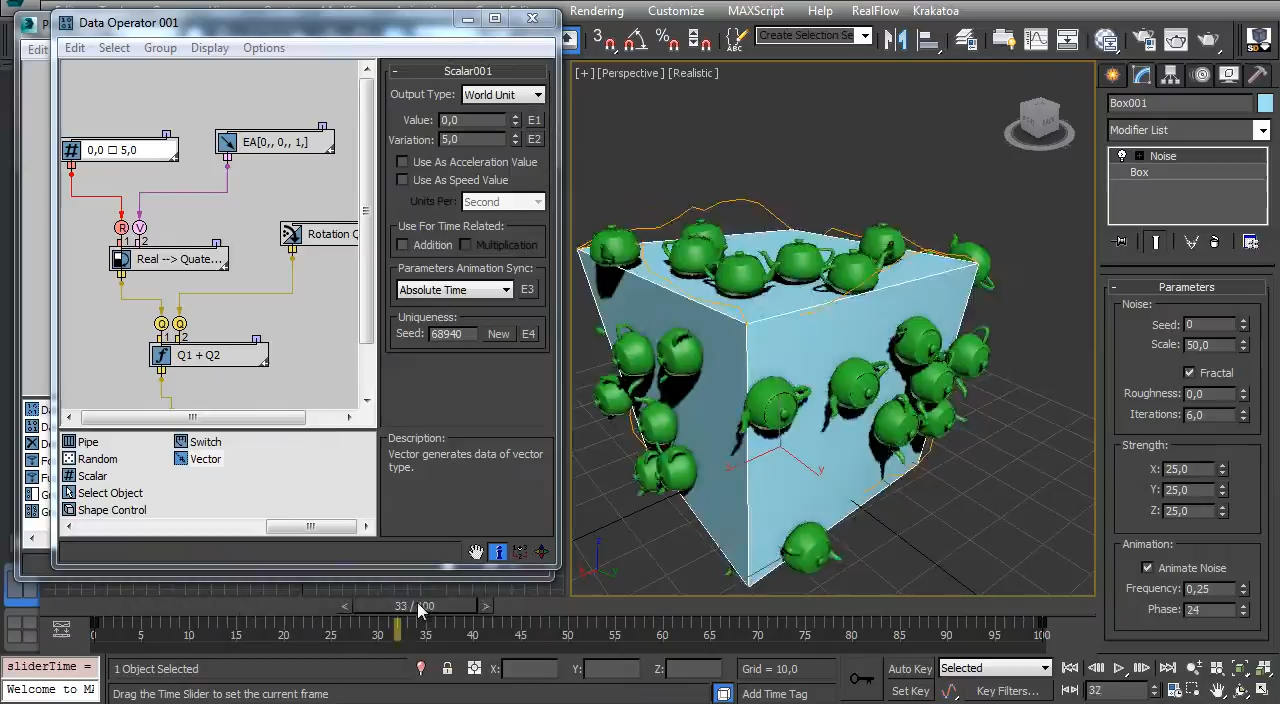 Data Operator 001
Rendering Customize MAXScript Help RealFlow Krakatoa
Edit
Edit Select Group Display Options
Create Selection Se
[+] [Perspective] [Realistic]
Scalar001
Output Type: World Unit
Value: 0,0 E1
Variation: 5,0 E2
Use As Acceleration Value
Use As Speed Value
Units Per: Second
Use For Time Related:
Addition Multiplication
Parameters Animation Sync:
Absolute Time E3
Uniqueness:
Seed: 68940 New E4
Description:
Vector generates data of vector
type.
0,0 □ 5,0
EA[0,, 0,, 1,]
R V
1 2
Real --> Quate...
Rotation Q
Q Q
1 2
Q1 + Q2
Pipe Switch
Random Vector
Scalar
Select Object
Shape Control
Box001
Modifier List
Noise
Box
Parameters
Noise:
Seed: 0
Scale: 50,0
Fractal
Roughness: 0,0
Iterations: 6,0
Strength:
X: 25,0
Y: 25,0
Z: 25,0
Animation:
Animate Noise
Frequency: 0,25
Phase: 24
x y
z
0 5 10 15 20 25 30 35 40 45 50 55 60 65 70 75 80 85 90 95 100
sliderTime =
Welcome to MA
1 Object Selected
X: Y: Z:
Grid = 10,0
Auto Key Selected
Drag the Time Slider to set the current frame
Add Time Tag
Set Key Key Filters...
32